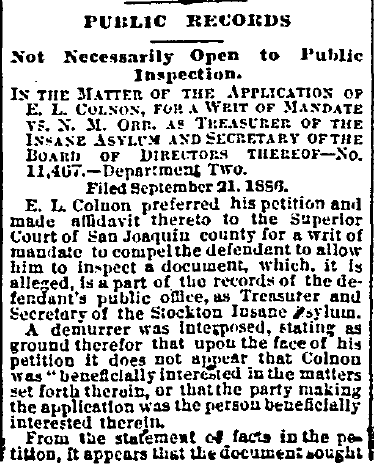 PUBLIC RECORDS
Not Necessarily Open to Public
Inspection.
IN THE MATTER OF THE APPLICATION OF
E. L. COLNON, FOR A WRIT OF MANDATE
VS. N. M. ORR, AS TREASURER OF THE
INSANE ASYLUM AND SECRETARY OF THE
BOARD OF DIRECTORS THEREOF—No.
11,467.—Department Two.
Filed September 21, 1886.
E. L. Colnon preferred his petition and
made affidavit thereto to the Superior
Court of San Joaquin county for a writ of
mandate to compel the defendant to allow
him to inspect a document, which, it is
alleged, is a part of the records of the de-
fendant's public office, as Treasurer and
Secretary of the Stockton Insane Asylum.
A demurrer was interposed, stating as
ground therefor that upon the face of his
petition it does not appear that Colnon
was "beneficially interested in the matters
set forth therein, or that the party making
the application was the person beneficially
interested therein.
From the statement of facts in the pe-
tition, it appears that the document sought